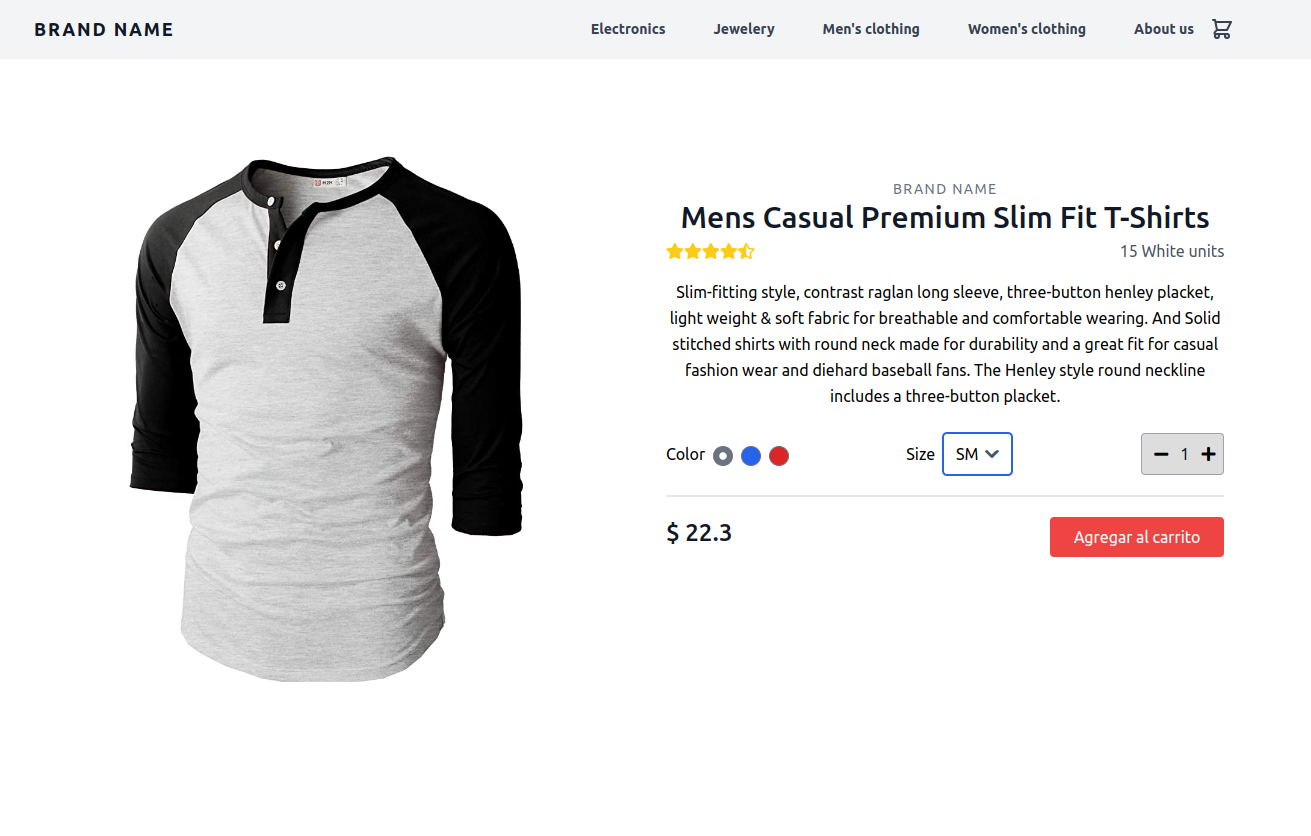 BRAND NAME
Electronics Jewelery Men's clothing Women's clothing About us
BRAND NAME
Mens Casual Premium Slim Fit T-Shirts
15 White units
Slim-fitting style, contrast raglan long sleeve, three-button henley placket,
light weight & soft fabric for breathable and comfortable wearing. And Solid
stitched shirts with round neck made for durability and a great fit for casual
fashion wear and diehard baseball fans. The Henley style round neckline
includes a three-button placket.
Color Size SM 1
$ 22.3 Agregar al carrito